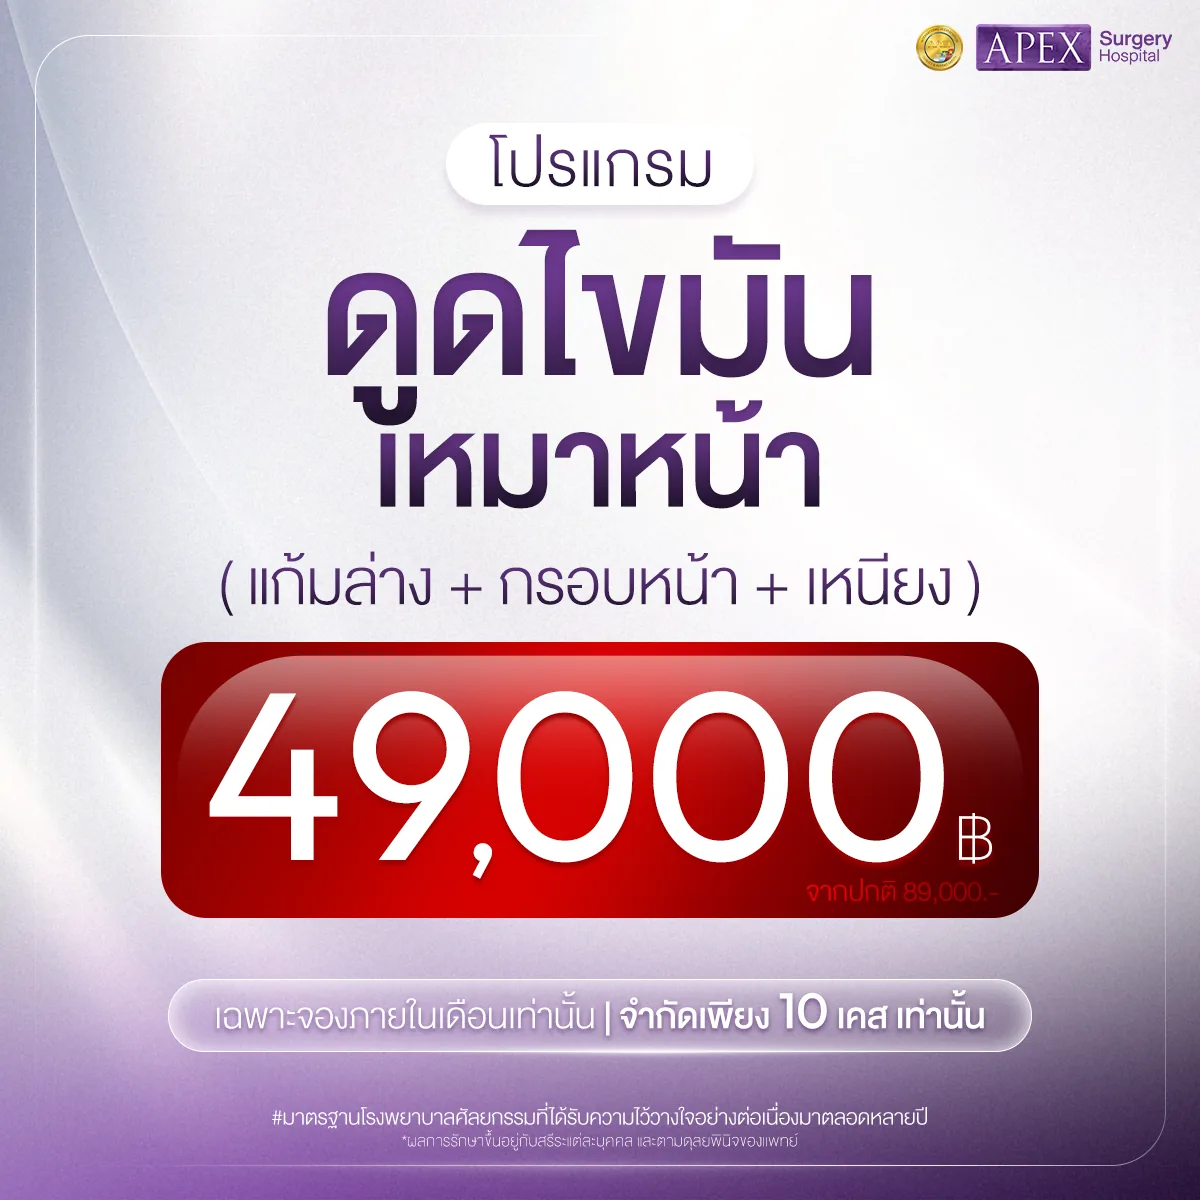 APEX Surgery Hospital
โปรแกรม
ดูดไขมัน
เหมาหน้า
( แก้มล่าง + กรอบหน้า + เหนียง )
49,000฿
จากปกติ 89,000.-
เฉพาะจองภายในเดือนเท่านั้น | จำกัดเพียง 10 เคส เท่านั้น
#มาตรฐานโรงพยาบาลศัลยกรรมที่ได้รับความไว้วางใจอย่างต่อเนื่องมาตลอดหลายปี
*ผลการรักษาขึ้นอยู่กับสรีระแต่ละบุคคล และตามดุลยพินิจของแพทย์